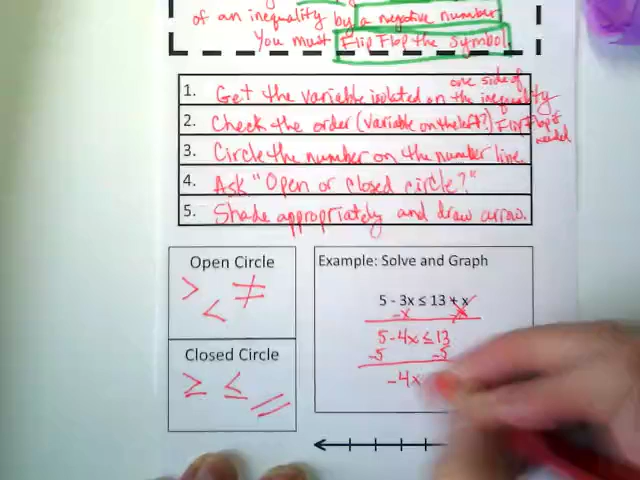 of an inequality by a negative number
You must Flip Flop the symbol.
1. Get the variable isolated on one side of the inequality
2. Check the order (variable on the left?) Flip Flop if needed
3. Circle the number on the number line.
4. Ask "Open or closed circle?"
5. Shade appropriately and draw arrow.
Open Circle
> ≠
<
Closed Circle
≥ ≤ =
Example: Solve and Graph
5 - 3x ≤ 13 + x
-x -x
5 - 4x ≤ 13
-5 -5
-4x